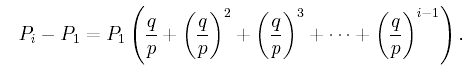 $P_i - P_1 = P_1 \left( \frac{q}{p} + \left( \frac{q}{p} \right)^2 + \left( \frac{q}{p} \right)^3 + \cdots + \left( \frac{q}{p} \right)^{i-1} \right).$